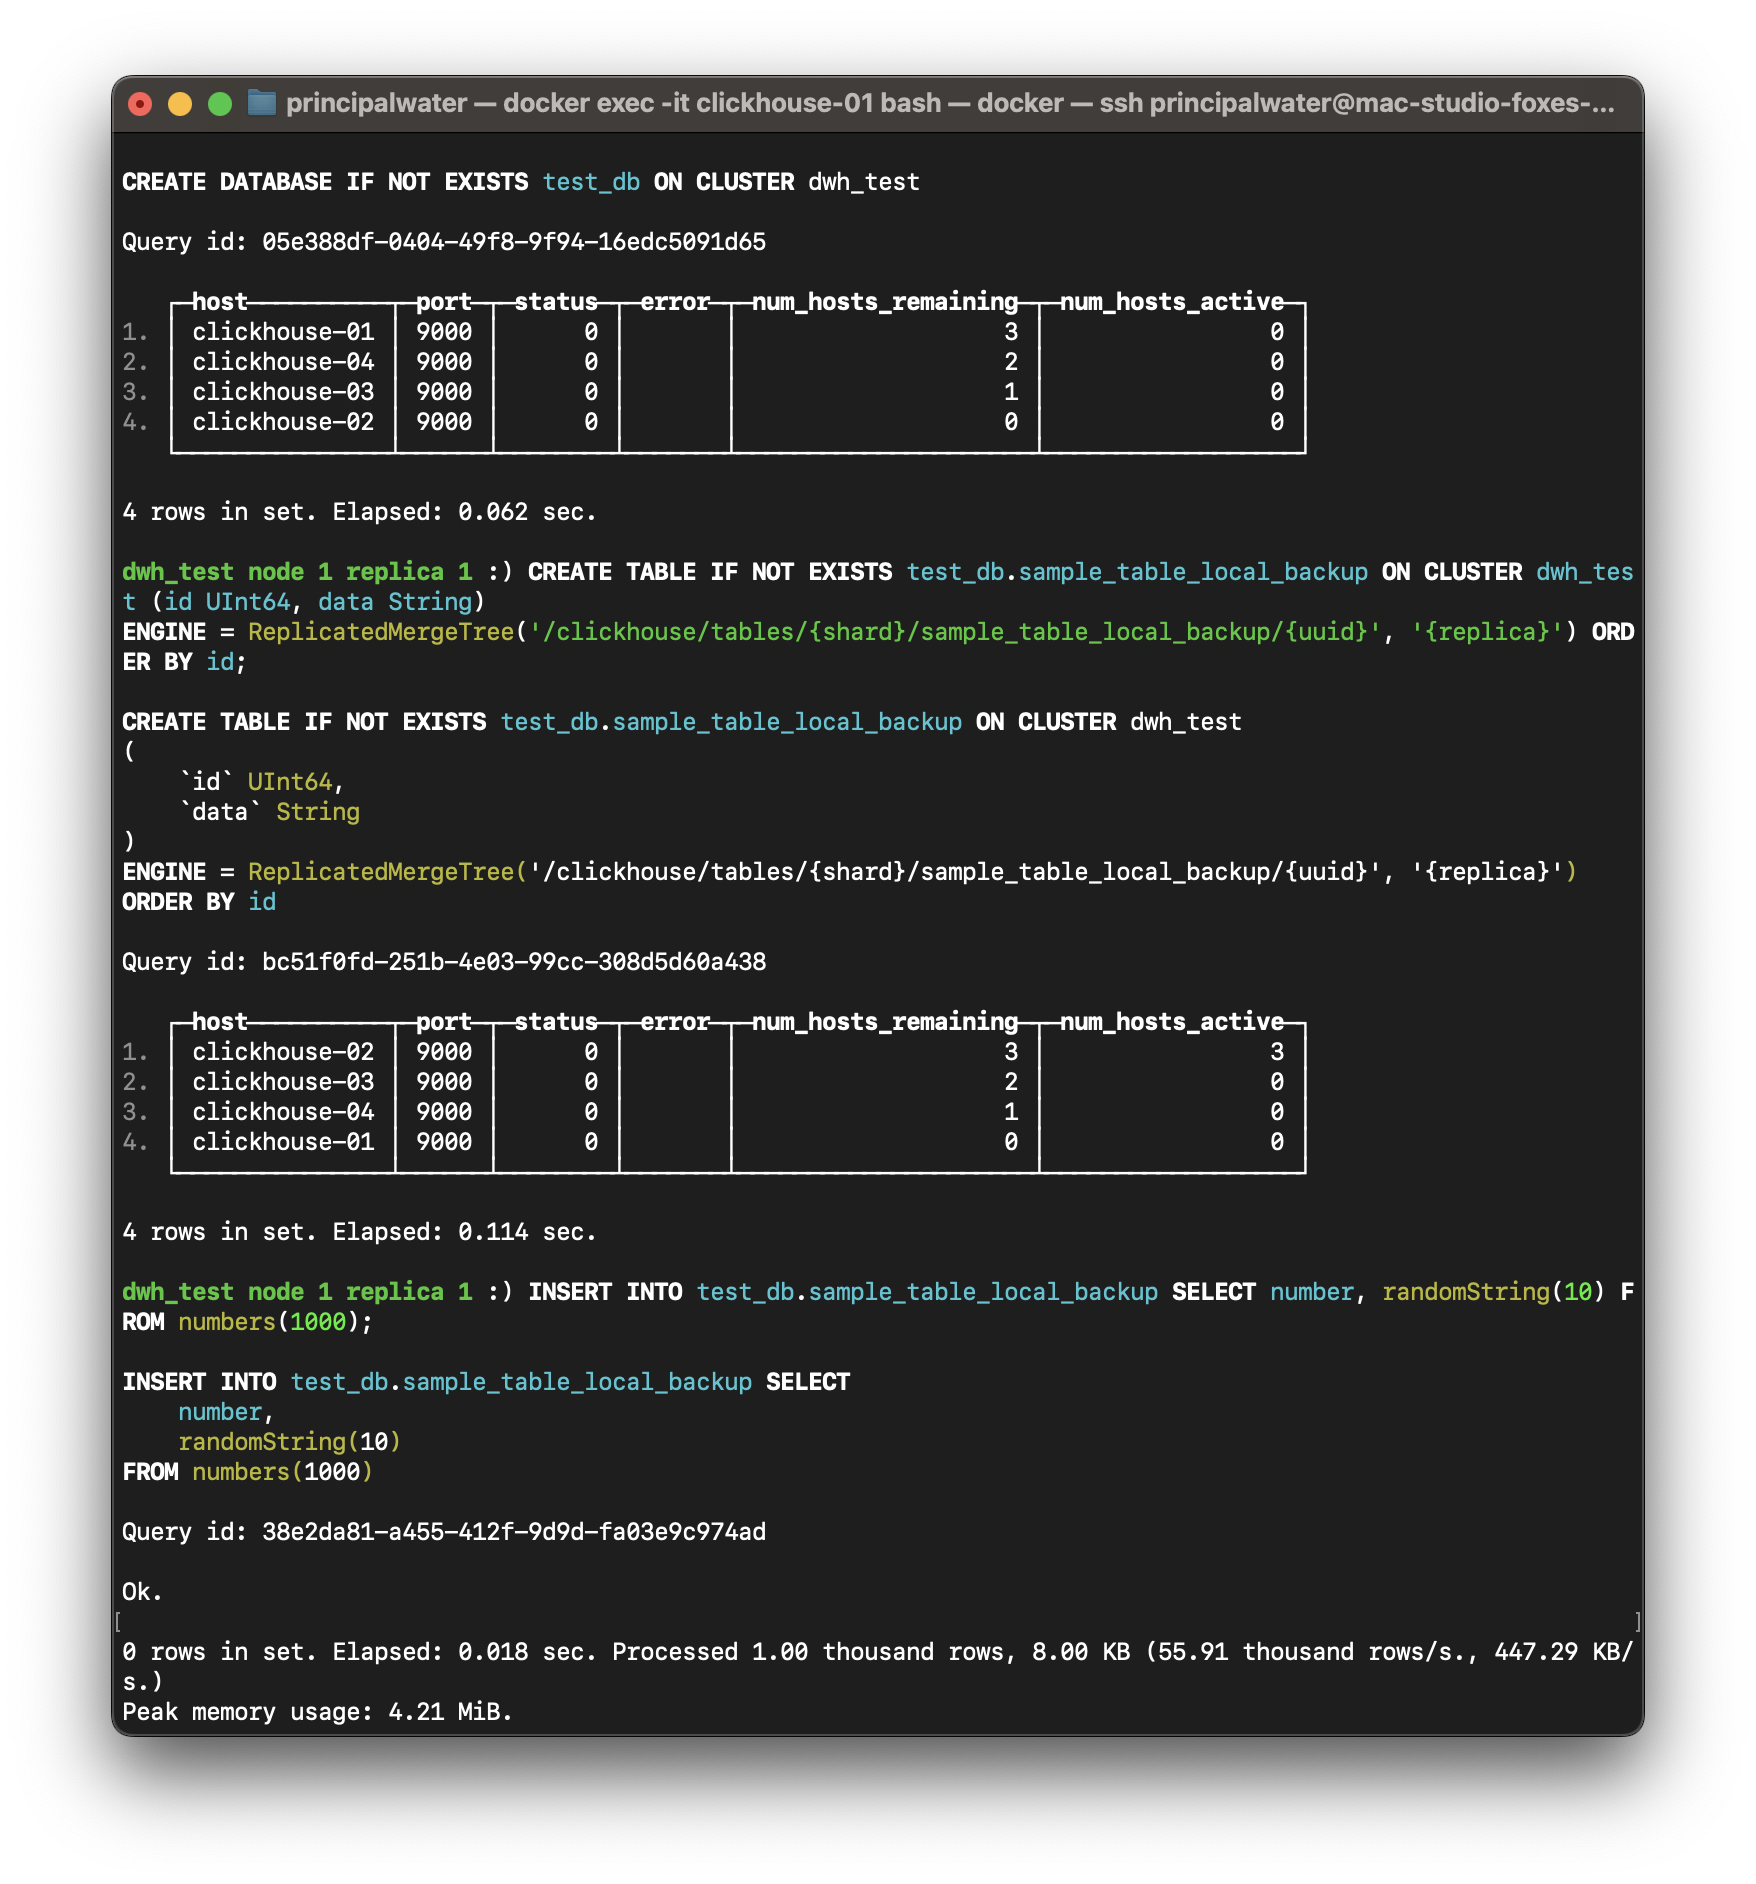 principalwater — docker exec -it clickhouse-01 bash — docker — ssh principalwater@mac-studio-foxes-...
CREATE DATABASE IF NOT EXISTS test_db ON CLUSTER dwh_test
Query id: 05e388df-0404-49f8-9f94-16edc5091d65
host port status error num_hosts_remaining num_hosts_active
1. clickhouse-01 9000 0 3 0
2. clickhouse-04 9000 0 2 0
3. clickhouse-03 9000 0 1 0
4. clickhouse-02 9000 0 0 0
4 rows in set. Elapsed: 0.062 sec.
dwh_test node 1 replica 1 :) CREATE TABLE IF NOT EXISTS test_db.sample_table_local_backup ON CLUSTER dwh_tes
t (id UInt64, data String)
ENGINE = ReplicatedMergeTree('/clickhouse/tables/{shard}/sample_table_local_backup/{uuid}', '{replica}') ORD
ER BY id;
CREATE TABLE IF NOT EXISTS test_db.sample_table_local_backup ON CLUSTER dwh_test
(
`id` UInt64,
`data` String
)
ENGINE = ReplicatedMergeTree('/clickhouse/tables/{shard}/sample_table_local_backup/{uuid}', '{replica}')
ORDER BY id
Query id: bc51f0fd-251b-4e03-99cc-308d5d60a438
host port status error num_hosts_remaining num_hosts_active
1. clickhouse-02 9000 0 3 3
2. clickhouse-03 9000 0 2 0
3. clickhouse-04 9000 0 1 0
4. clickhouse-01 9000 0 0 0
4 rows in set. Elapsed: 0.114 sec.
dwh_test node 1 replica 1 :) INSERT INTO test_db.sample_table_local_backup SELECT number, randomString(10) F
ROM numbers(1000);
INSERT INTO test_db.sample_table_local_backup SELECT
number,
randomString(10)
FROM numbers(1000)
Query id: 38e2da81-a455-412f-9d9d-fa03e9c974ad
Ok.
[ ]
0 rows in set. Elapsed: 0.018 sec. Processed 1.00 thousand rows, 8.00 KB (55.91 thousand rows/s., 447.29 KB/
s.)
Peak memory usage: 4.21 MiB.